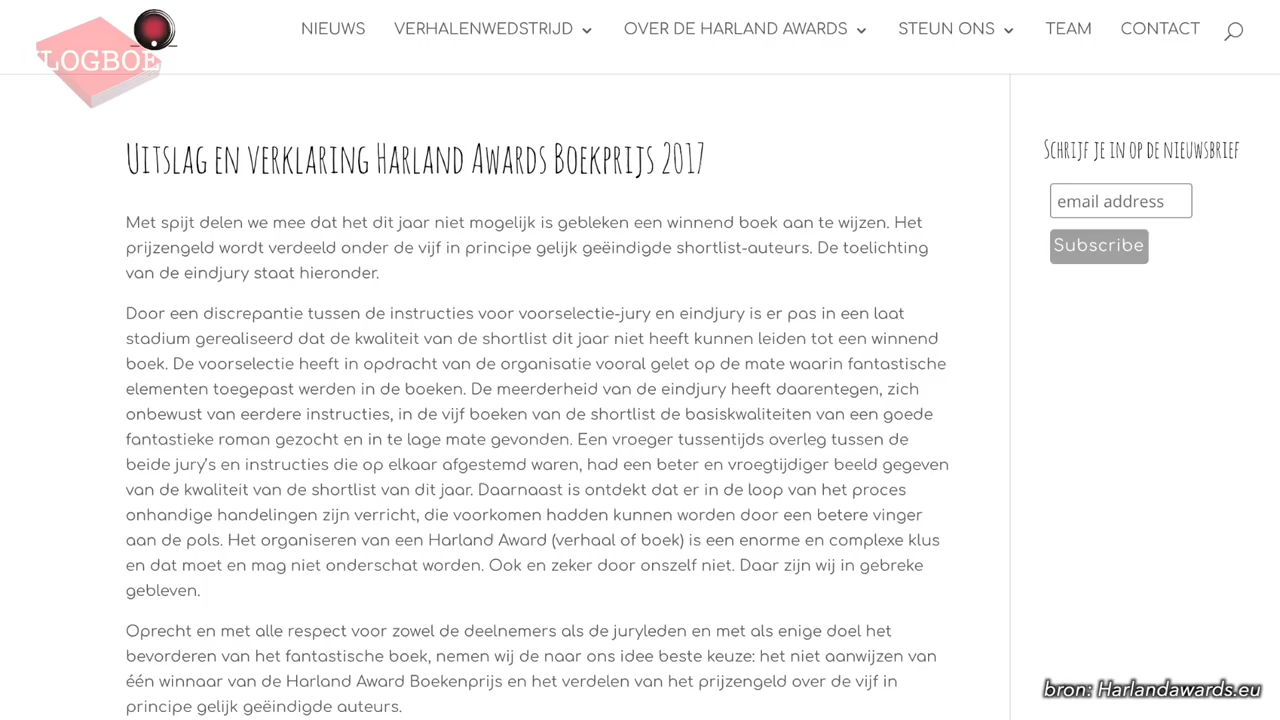 NIEUWS VERHALENWEDSTRIJD OVER DE HARLAND AWARDS STEUN ONS TEAM CONTACT
VLOGBOEK
Uitslag en verklaring Harland Awards Boekprijs 2017
Met spijt delen we mee dat het dit jaar niet mogelijk is gebleken een winnend boek aan te wijzen. Het
prijzengeld wordt verdeeld onder de vijf in principe gelijk geëindigde shortlist-auteurs. De toelichting
van de eindjury staat hieronder.
Door een discrepantie tussen de instructies voor voorselectie-jury en eindjury is er pas in een laat
stadium gerealiseerd dat de kwaliteit van de shortlist dit jaar niet heeft kunnen leiden tot een winnend
boek. De voorselectie heeft in opdracht van de organisatie vooral gelet op de mate waarin fantastische
elementen toegepast werden in de boeken. De meerderheid van de eindjury heeft daarentegen, zich
onbewust van eerdere instructies, in de vijf boeken van de shortlist de basiskwaliteiten van een goede
fantastieke roman gezocht en in te lage mate gevonden. Een vroeger tussentijds overleg tussen de
beide jury's en instructies die op elkaar afgestemd waren, had een beter en vroegtijdiger beeld gegeven
van de kwaliteit van de shortlist van dit jaar. Daarnaast is ontdekt dat er in de loop van het proces
onhandige handelingen zijn verricht, die voorkomen hadden kunnen worden door een betere vinger
aan de pols. Het organiseren van een Harland Award (verhaal of boek) is een enorme en complexe klus
en dat moet en mag niet onderschat worden. Ook en zeker door onszelf niet. Daar zijn wij in gebreke
gebleven.
Oprecht en met alle respect voor zowel de deelnemers als de juryleden en met als enige doel het
bevorderen van het fantastische boek, nemen wij de naar ons idee beste keuze: het niet aanwijzen van
één winnaar van de Harland Award Boekenprijs en het verdelen van het prijzengeld over de vijf in
principe gelijk geëindigde auteurs.
Schrijf je in op de nieuwsbrief
email address
Subscribe
bron: Harlandawards.eu